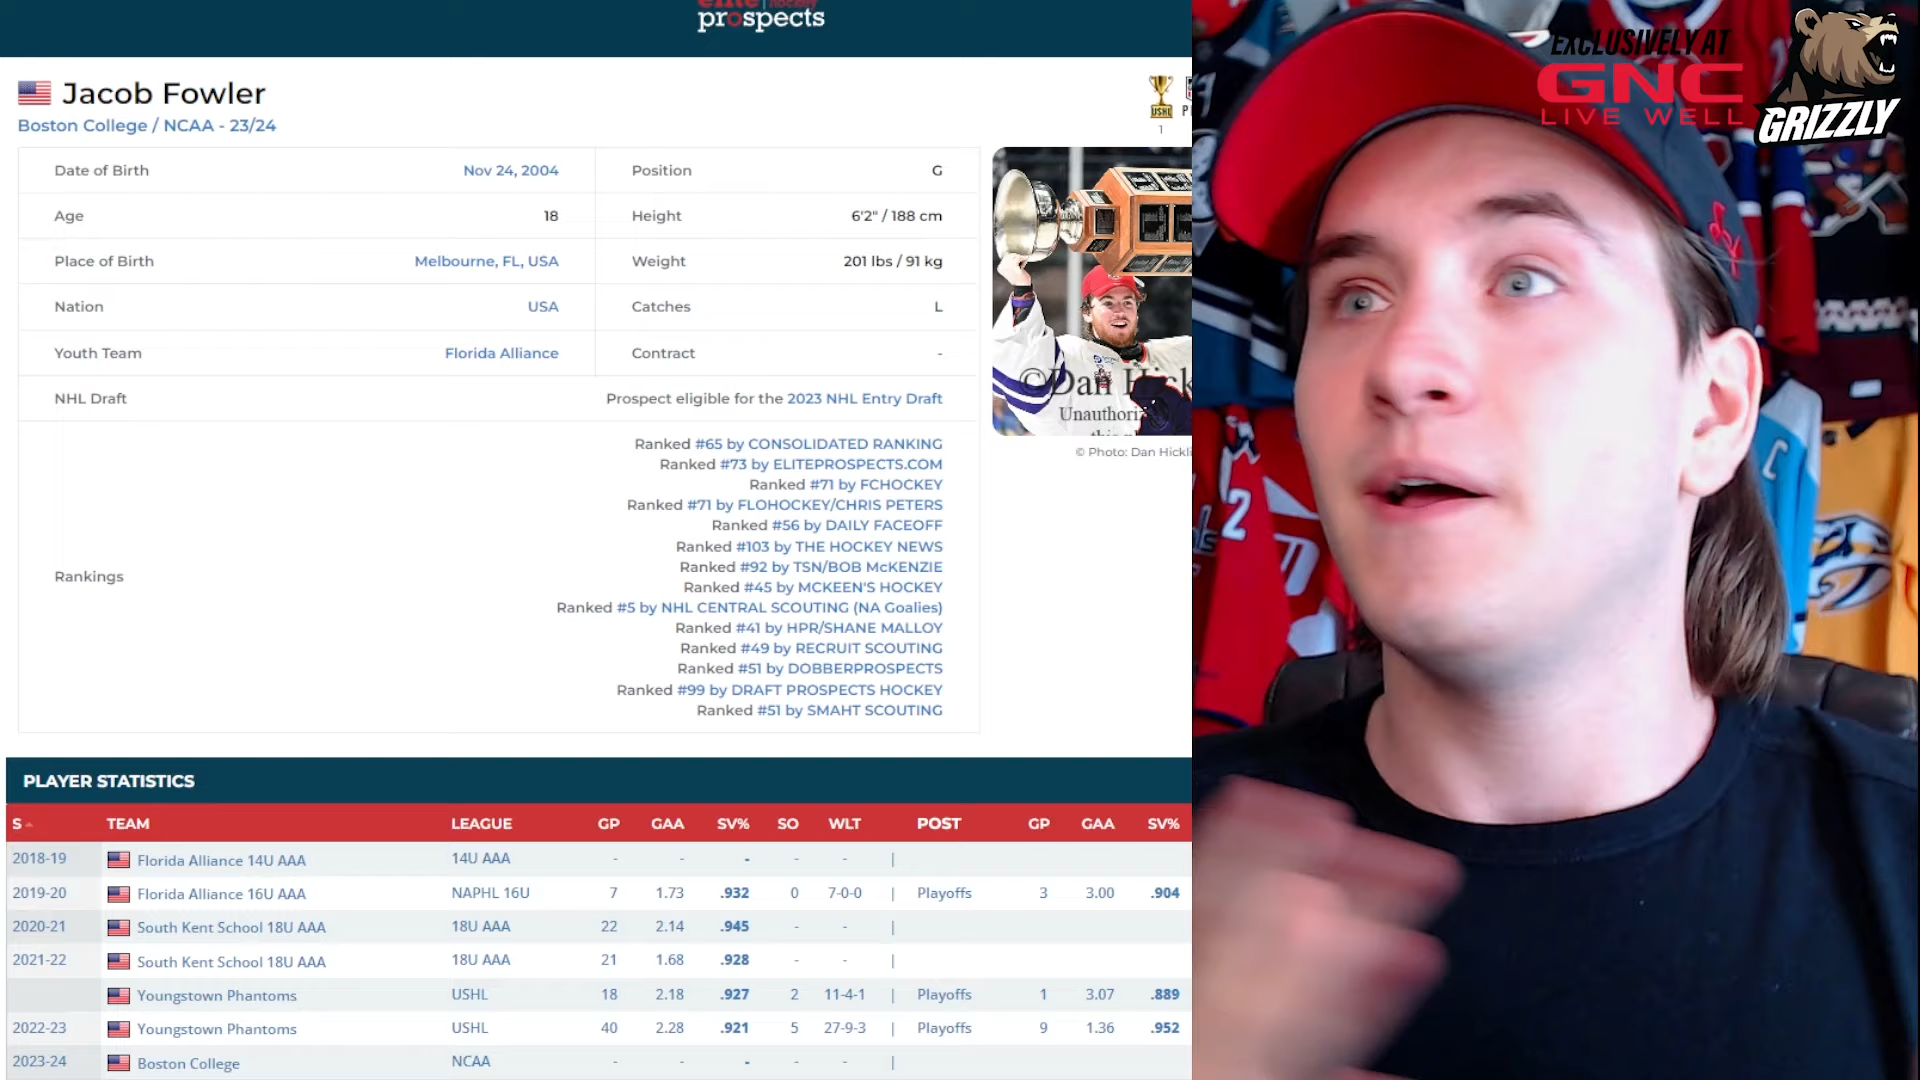 elite hockey
prospects
Jacob Fowler
Boston College / NCAA - 23/24
USHL
1
Date of Birth Nov 24, 2004 Position G
Age 18 Height 6'2" / 188 cm
Place of Birth Melbourne, FL, USA Weight 201 lbs / 91 kg
Nation USA Catches L
Youth Team Florida Alliance Contract -
NHL Draft Prospect eligible for the 2023 NHL Entry Draft
Rankings
Ranked #65 by CONSOLIDATED RANKING
Ranked #73 by ELITEPROSPECTS.COM
Ranked #71 by FCHOCKEY
Ranked #71 by FLOHOCKEY/CHRIS PETERS
Ranked #56 by DAILY FACEOFF
Ranked #103 by THE HOCKEY NEWS
Ranked #92 by TSN/BOB McKENZIE
Ranked #45 by MCKEEN'S HOCKEY
Ranked #5 by NHL CENTRAL SCOUTING (NA Goalies)
Ranked #41 by HPR/SHANE MALLOY
Ranked #49 by RECRUIT SCOUTING
Ranked #51 by DOBBERPROSPECTS
Ranked #99 by DRAFT PROSPECTS HOCKEY
Ranked #51 by SMAHT SCOUTING
©Dan Hick
Unauthori
© Photo: Dan Hickli
PLAYER STATISTICS
S TEAM LEAGUE GP GAA SV% SO WLT POST GP GAA SV%
2018-19 Florida Alliance 14U AAA 14U AAA - - - - - |
2019-20 Florida Alliance 16U AAA NAPHL 16U 7 1.73 .932 0 7-0-0 | Playoffs 3 3.00 .904
2020-21 South Kent School 18U AAA 18U AAA 22 2.14 .945 - - |
2021-22 South Kent School 18U AAA 18U AAA 21 1.68 .928 - - |
Youngstown Phantoms USHL 18 2.18 .927 2 11-4-1 | Playoffs 1 3.07 .889
2022-23 Youngstown Phantoms USHL 40 2.28 .921 5 27-9-3 | Playoffs 9 1.36 .952
2023-24 Boston College NCAA - - - - - |
EXCLUSIVELY AT
GNC
LIVE WELL
GRIZZLY
C
2